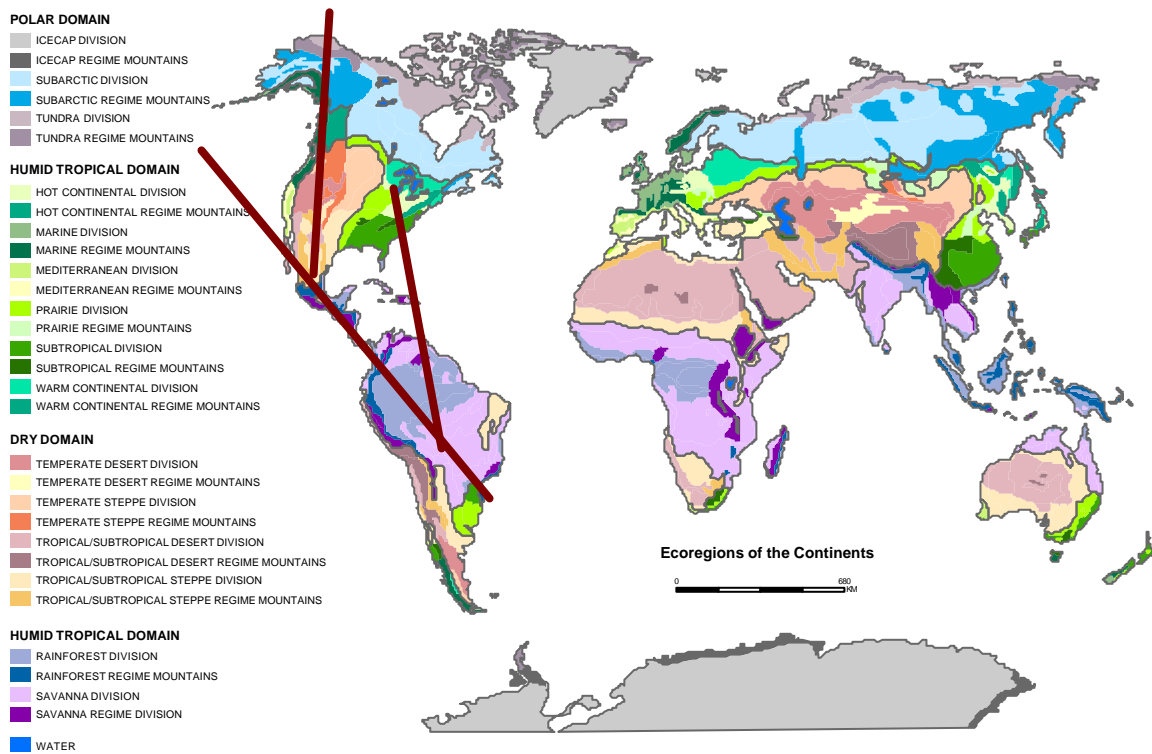 POLAR DOMAIN
ICECAP DIVISION
ICECAP REGIME MOUNTAINS
SUBARCTIC DIVISION
SUBARCTIC REGIME MOUNTAINS
TUNDRA DIVISION
TUNDRA REGIME MOUNTAINS
HUMID TROPICAL DOMAIN
HOT CONTINENTAL DIVISION
HOT CONTINENTAL REGIME MOUNTAINS
MARINE DIVISION
MARINE REGIME MOUNTAINS
MEDITERRANEAN DIVISION
MEDITERRANEAN REGIME MOUNTAINS
PRAIRIE DIVISION
PRAIRIE REGIME MOUNTAINS
SUBTROPICAL DIVISION
SUBTROPICAL REGIME MOUNTAINS
WARM CONTINENTAL DIVISION
WARM CONTINENTAL REGIME MOUNTAINS
DRY DOMAIN
TEMPERATE DESERT DIVISION
TEMPERATE DESERT REGIME MOUNTAINS
TEMPERATE STEPPE DIVISION
TEMPERATE STEPPE REGIME MOUNTAINS
TROPICAL/SUBTROPICAL DESERT DIVISION
TROPICAL/SUBTROPICAL DESERT REGIME MOUNTAINS
TROPICAL/SUBTROPICAL STEPPE DIVISION
TROPICAL/SUBTROPICAL STEPPE REGIME MOUNTAINS
HUMID TROPICAL DOMAIN
RAINFOREST DIVISION
RAINFOREST REGIME MOUNTAINS
SAVANNA DIVISION
SAVANNA REGIME DIVISION
WATER
Ecoregions of the Continents
0 680
KM